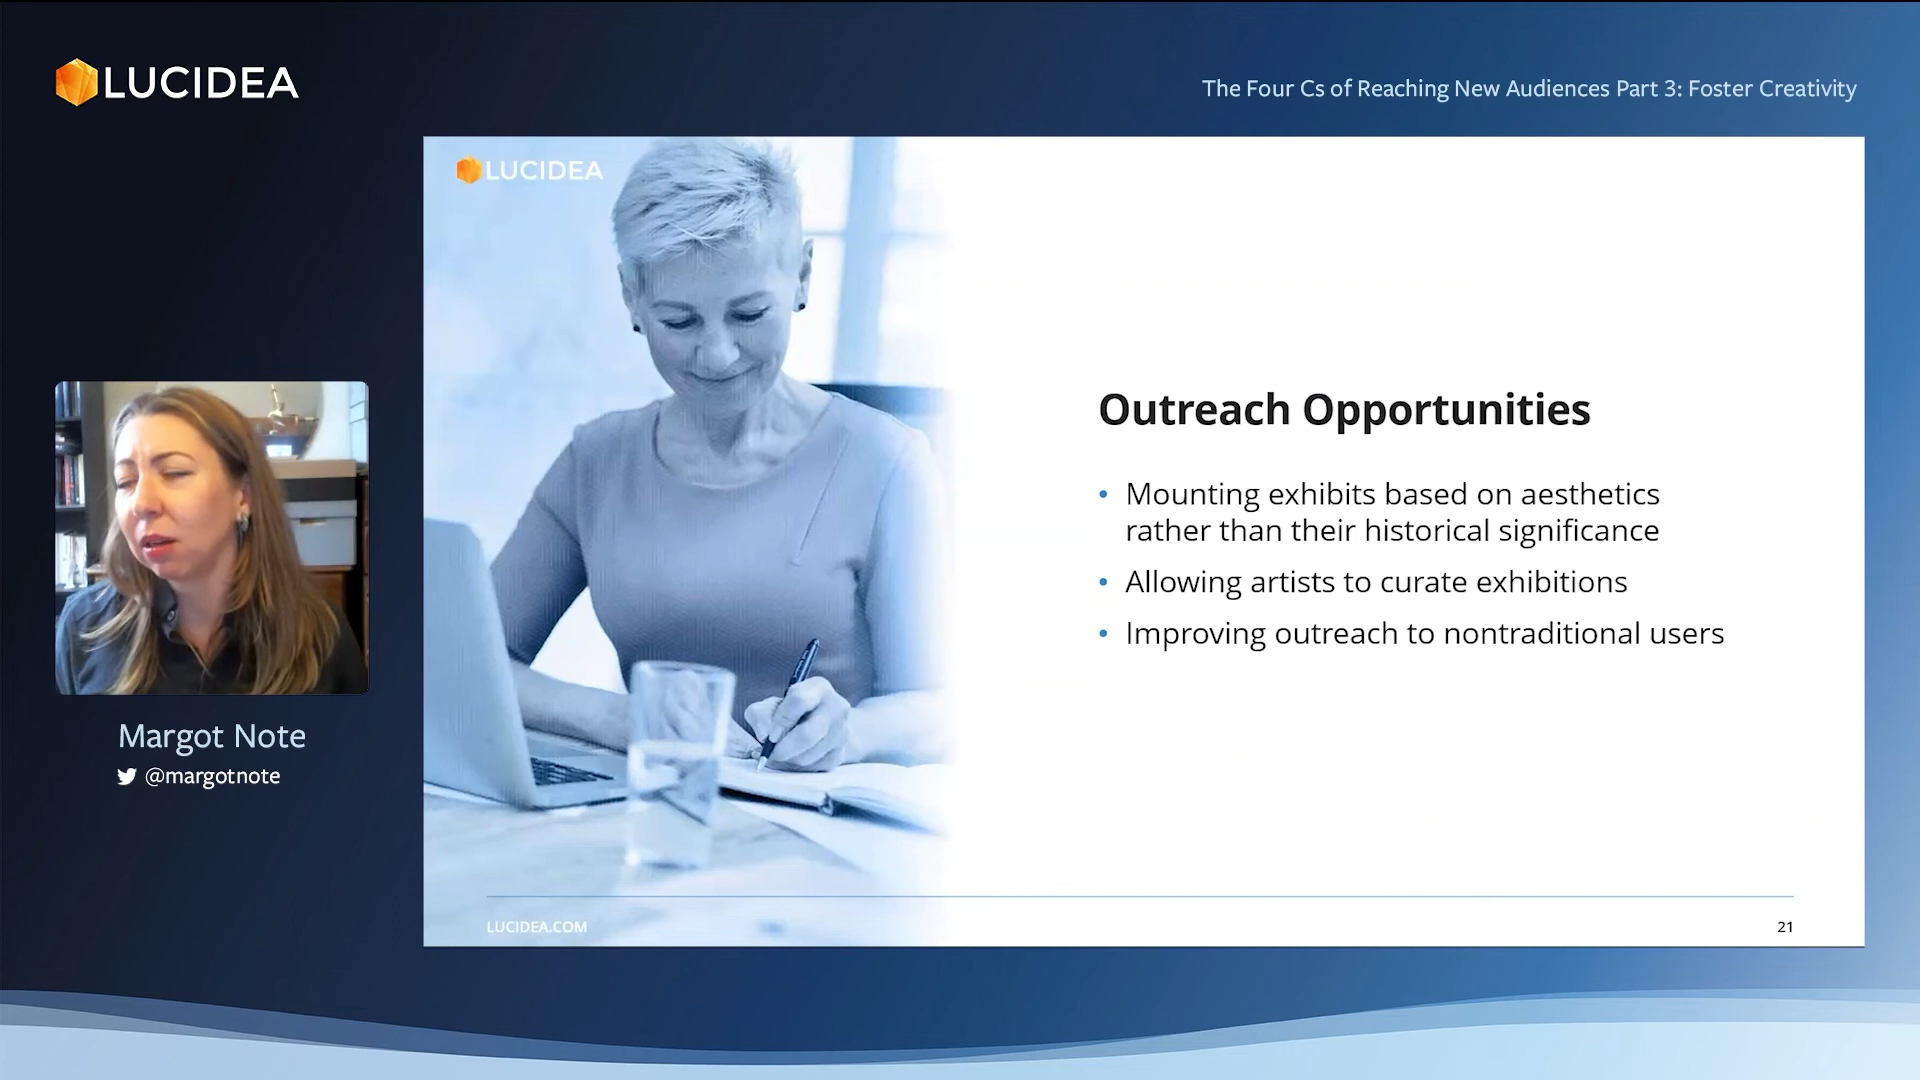 LUCIDEA
The Four Cs of Reaching New Audiences Part 3: Foster Creativity
LUCIDEA
Outreach Opportunities
• Mounting exhibits based on aesthetics
rather than their historical significance
• Allowing artists to curate exhibitions
• Improving outreach to nontraditional users
Margot Note
@margotnote
LUCIDEA.COM
21